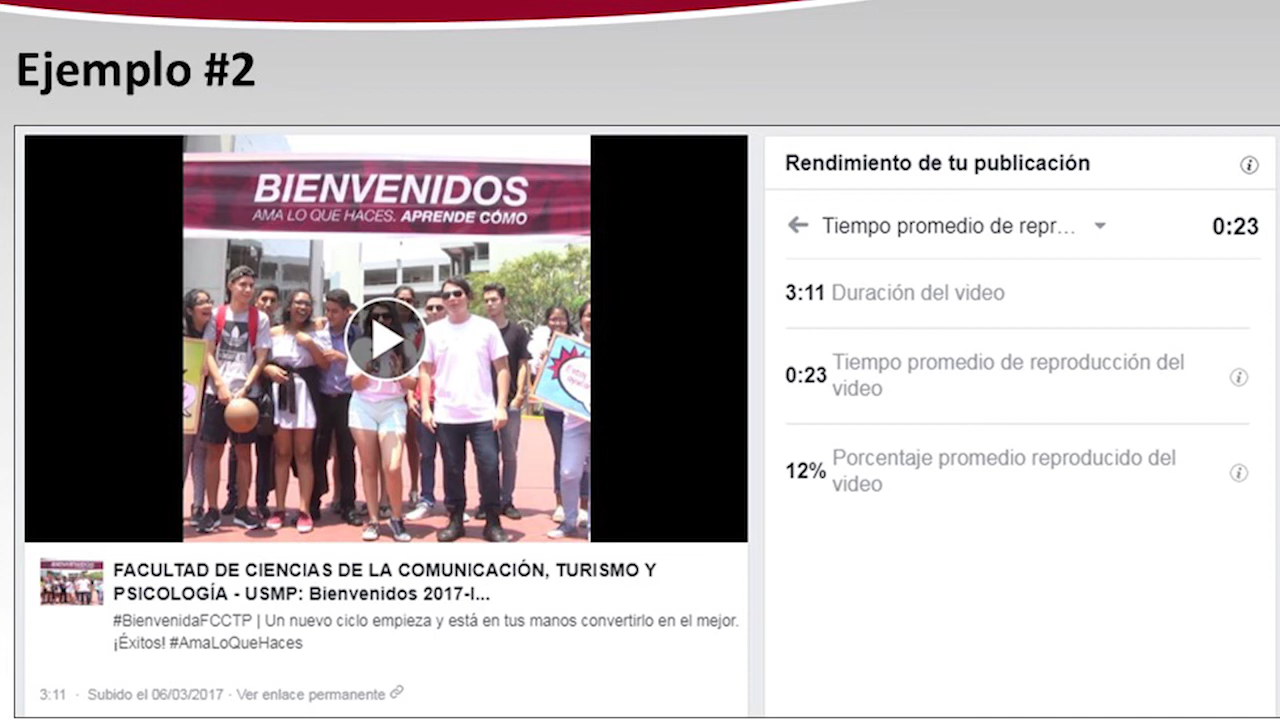 Ejemplo #2
BIENVENIDOS
AMA LO QUE HACES. APRENDE CÓMO
FACULTAD DE CIENCIAS DE LA COMUNICACIÓN, TURISMO Y
PSICOLOGÍA - USMP: Bienvenidos 2017-I...
#BienvenidaFCCTP | Un nuevo ciclo empieza y está en tus manos convertirlo en el mejor.
¡Éxitos! #AmaLoQueHaces
3:11 · Subido el 06/03/2017 · Ver enlace permanente
Rendimiento de tu publicación
Tiempo promedio de repr... 0:23
3:11 Duración del video
0:23 Tiempo promedio de reproducción del
video
12% Porcentaje promedio reproducido del
video